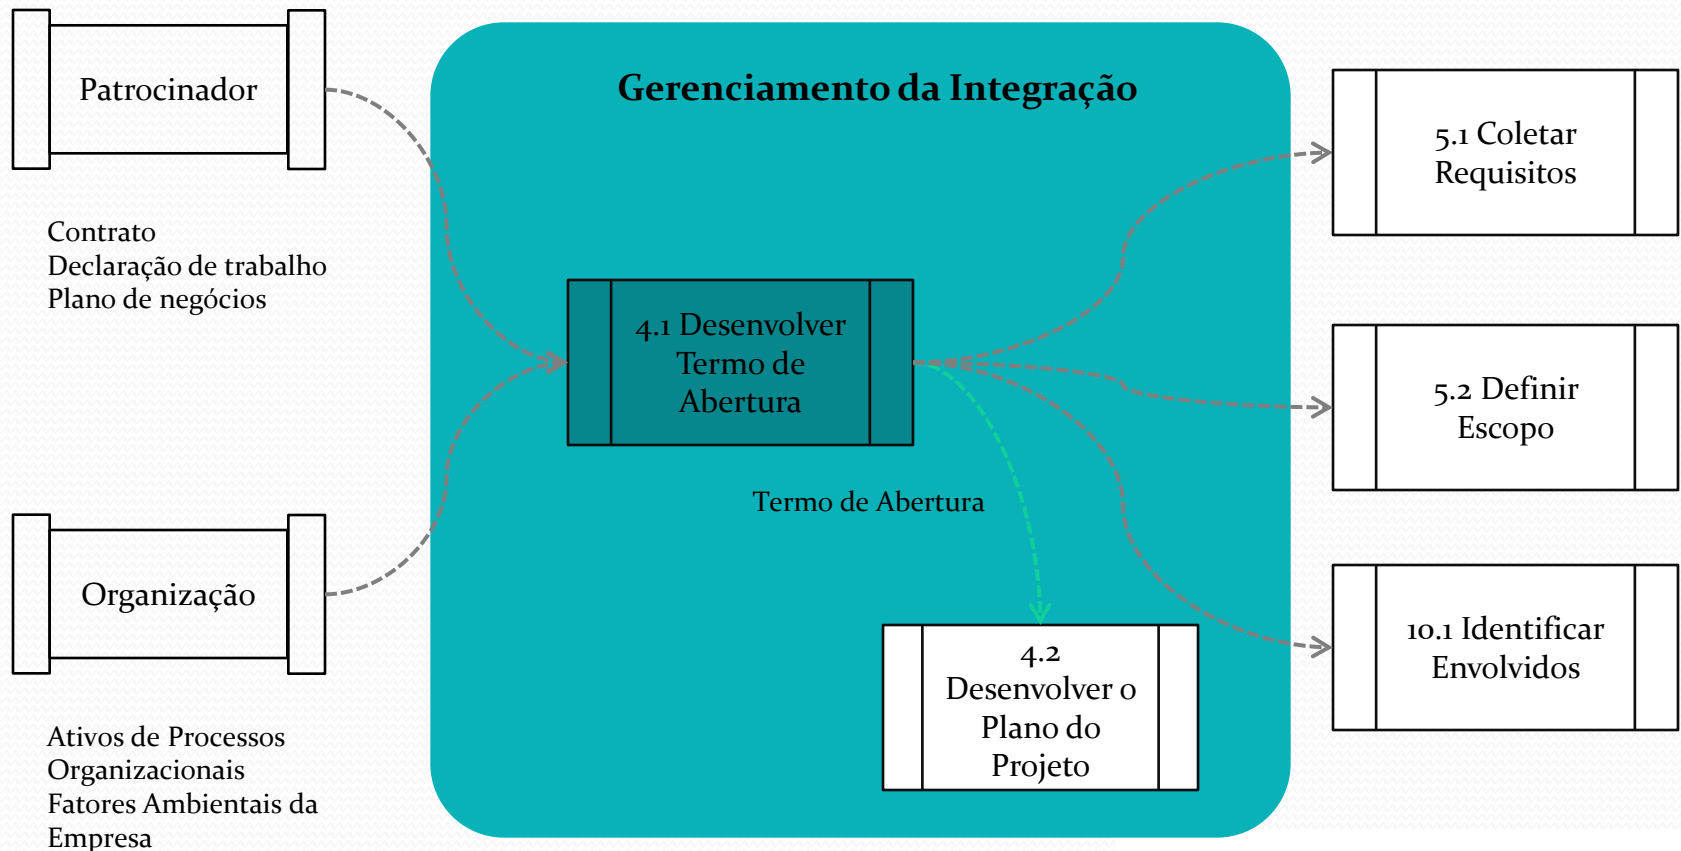 Patrocinador
Contrato
Declaração de trabalho
Plano de negócios
Organização
Ativos de Processos
Organizacionais
Fatores Ambientais da
Empresa
Gerenciamento da Integração
4.1 Desenvolver
Termo de
Abertura
Termo de Abertura
4.2
Desenvolver o
Plano do
Projeto
5.1 Coletar
Requisitos
5.2 Definir
Escopo
10.1 Identificar
Envolvidos